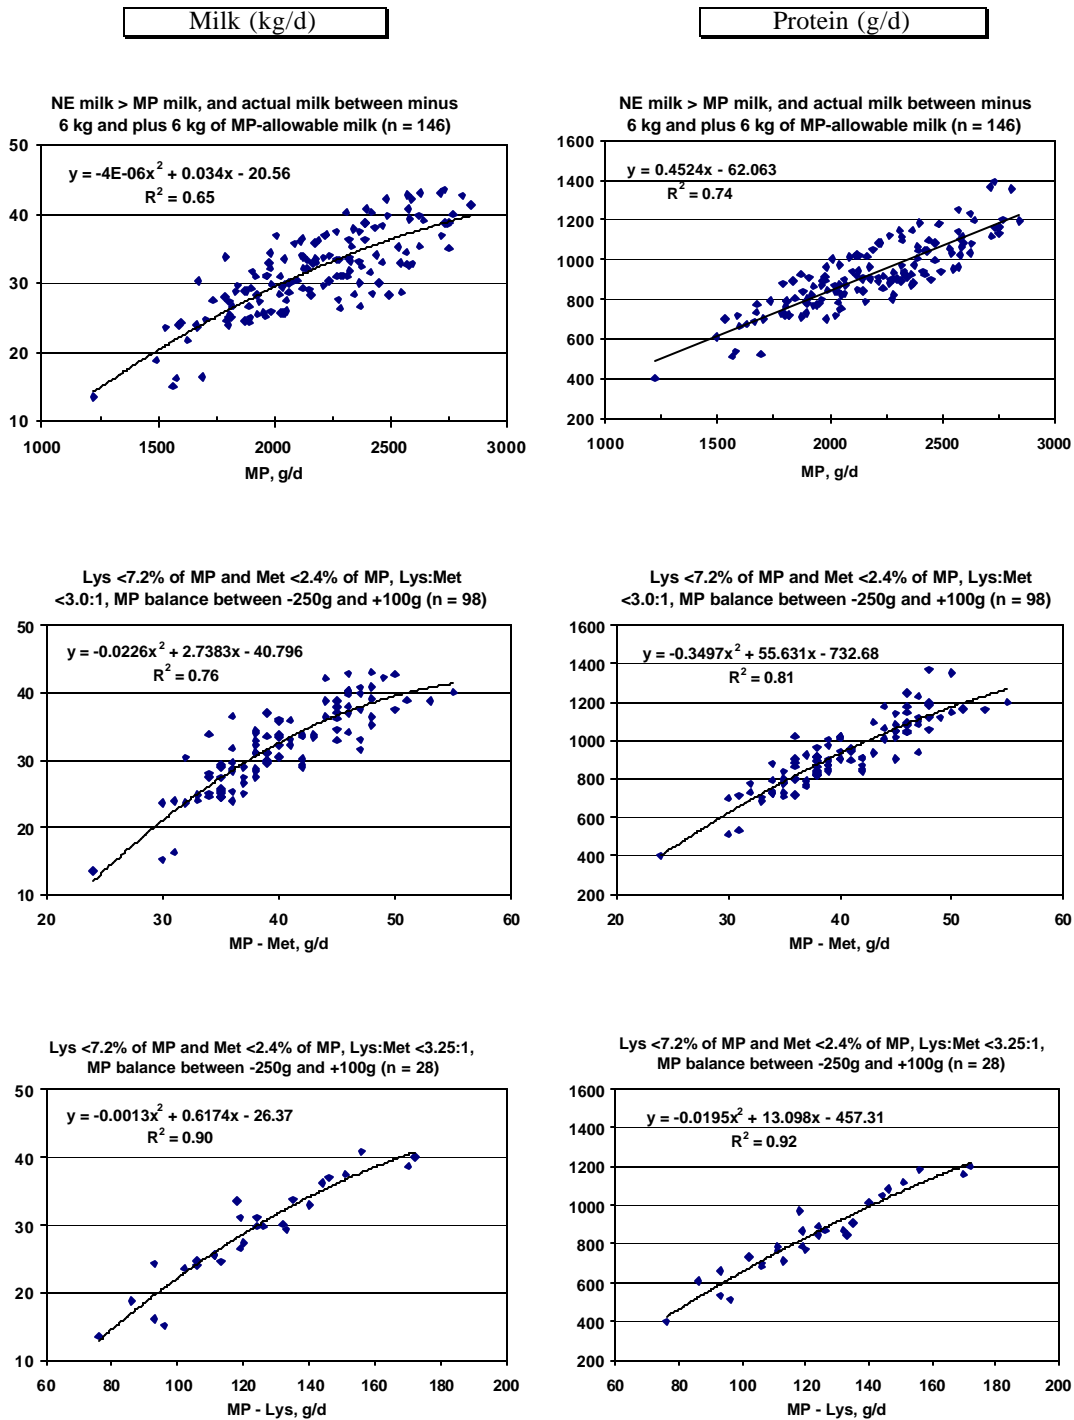 Milk (kg/d)
Protein (g/d)
NE milk > MP milk, and actual milk between minus
6 kg and plus 6 kg of MP-allowable milk (n = 146)
50
40
30
20
10
y = -4E-06x² + 0.034x - 20.56
R² = 0.65
1000 1500 2000 2500 3000
MP, g/d
NE milk > MP milk, and actual milk between minus
6 kg and plus 6 kg of MP-allowable milk (n = 146)
1600
1400
1200
1000
800
600
400
200
y = 0.4524x - 62.063
R² = 0.74
1000 1500 2000 2500 3000
MP, g/d
Lys <7.2% of MP and Met <2.4% of MP, Lys:Met
<3.0:1, MP balance between -250g and +100g (n = 98)
50
40
30
20
10
y = -0.0226x² + 2.7383x - 40.796
R² = 0.76
20 30 40 50 60
MP - Met, g/d
Lys <7.2% of MP and Met <2.4% of MP, Lys:Met
<3.0:1, MP balance between -250g and +100g (n = 98)
1600
1400
1200
1000
800
600
400
200
y = -0.3497x² + 55.631x - 732.68
R² = 0.81
20 30 40 50 60
MP - Met, g/d
Lys <7.2% of MP and Met <2.4% of MP, Lys:Met <3.25:1,
MP balance between -250g and +100g (n = 28)
50
40
30
20
10
y = -0.0013x² + 0.6174x - 26.37
R² = 0.90
60 80 100 120 140 160 180 200
MP - Lys, g/d
Lys <7.2% of MP and Met <2.4% of MP, Lys:Met <3.25:1,
MP balance between -250g and +100g (n = 28)
1600
1400
1200
1000
800
600
400
200
y = -0.0195x² + 13.098x - 457.31
R² = 0.92
60 80 100 120 140 160 180 200
MP - Lys, g/d